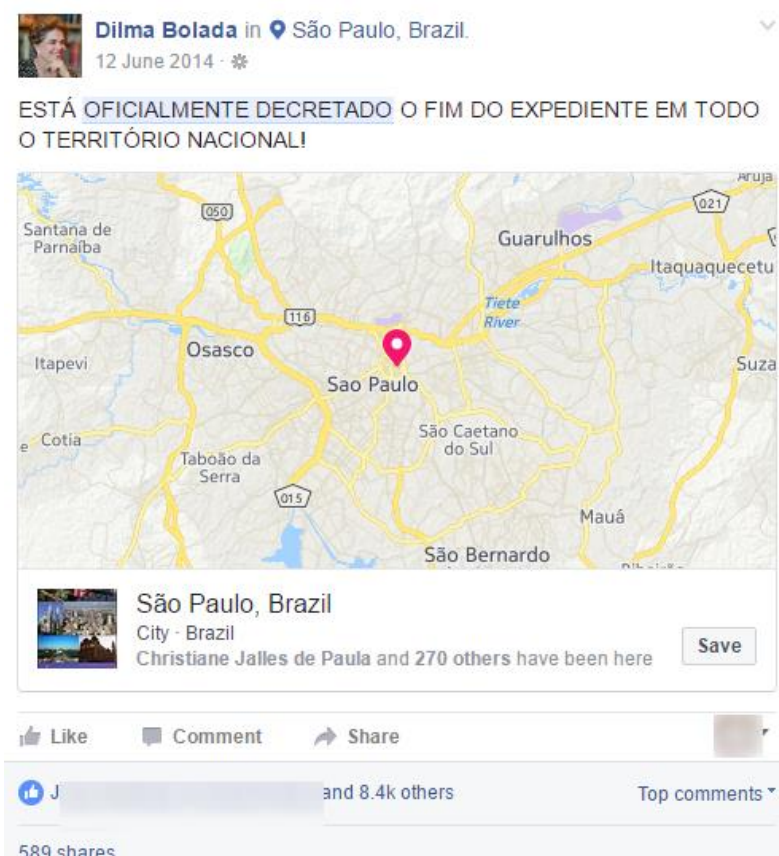 Dilma Bolada in São Paulo, Brazil.
12 June 2014
ESTÁ OFICIALMENTE DECRETADO O FIM DO EXPEDIENTE EM TODO
O TERRITÓRIO NACIONAL!
Aruja
050
021
Santana de
Parnaíba
Guarulhos
Itaquaquecetu
Tiete
River
116
Osasco
Itapevi
Suza
Sao Paulo
São Caetano
do Sul
e Cotia
Taboão da
Serra
015
Mauá
São Bernardo
São Paulo, Brazil
City · Brazil
Save
Christiane Jalles de Paula and 270 others have been here
Like Comment Share
J and 8.4k others Top comments
589 shares